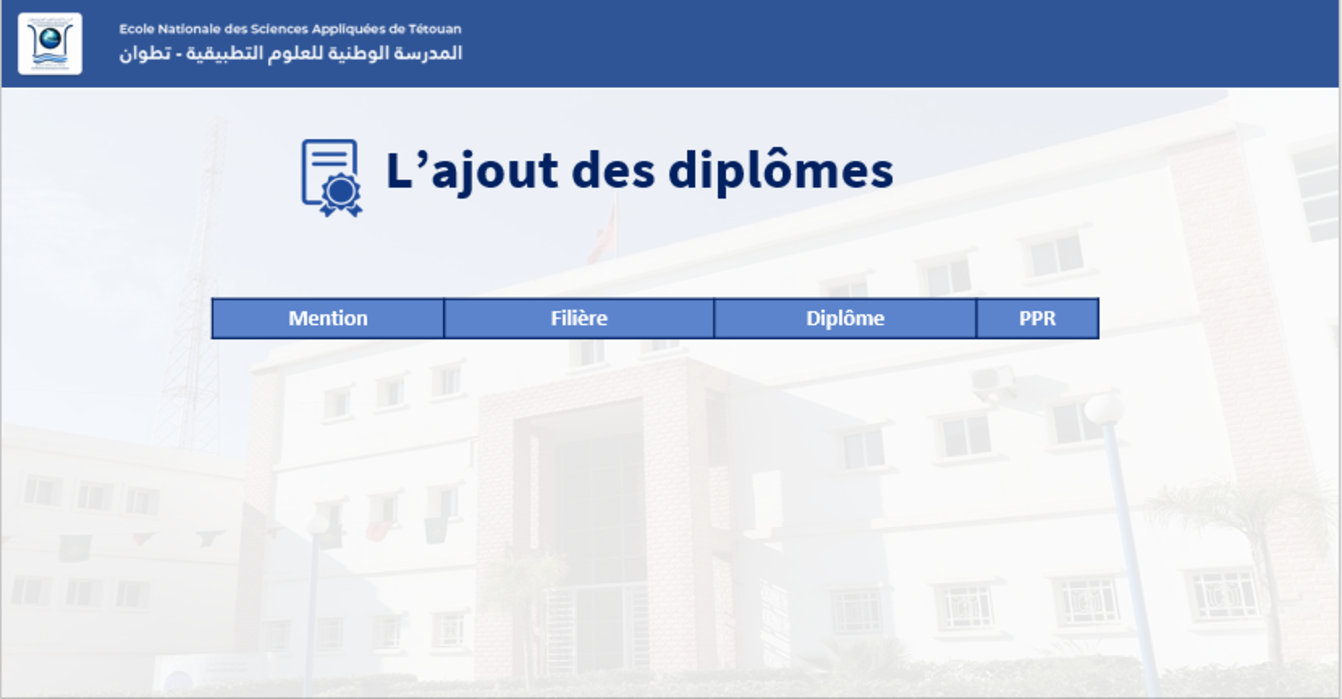 Ecole Nationale des Sciences Appliquées de Tétouan
المدرسة الوطنية للعلوم التطبيقية - تطوان
L’ajout des diplômes
Mention Filière Diplôme PPR